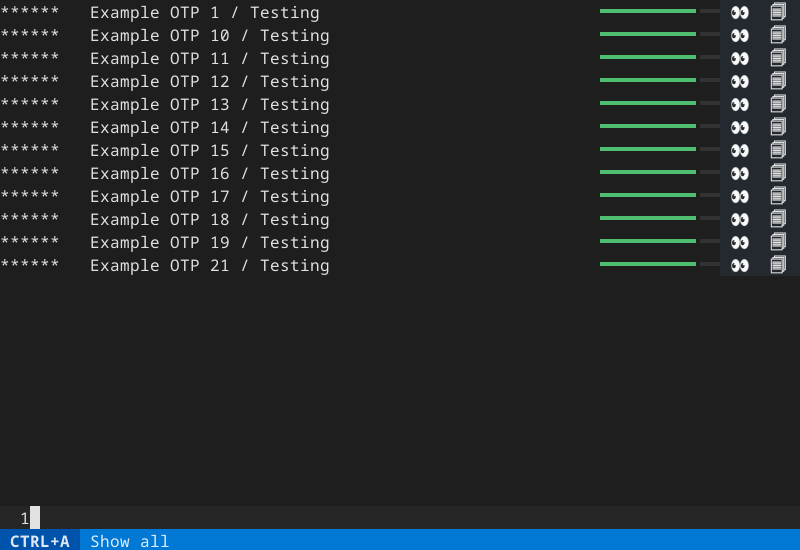 ****** Example OTP 1 / Testing
****** Example OTP 10 / Testing
****** Example OTP 11 / Testing
****** Example OTP 12 / Testing
****** Example OTP 13 / Testing
****** Example OTP 14 / Testing
****** Example OTP 15 / Testing
****** Example OTP 16 / Testing
****** Example OTP 17 / Testing
****** Example OTP 18 / Testing
****** Example OTP 19 / Testing
****** Example OTP 21 / Testing
1
CTRL+A Show all